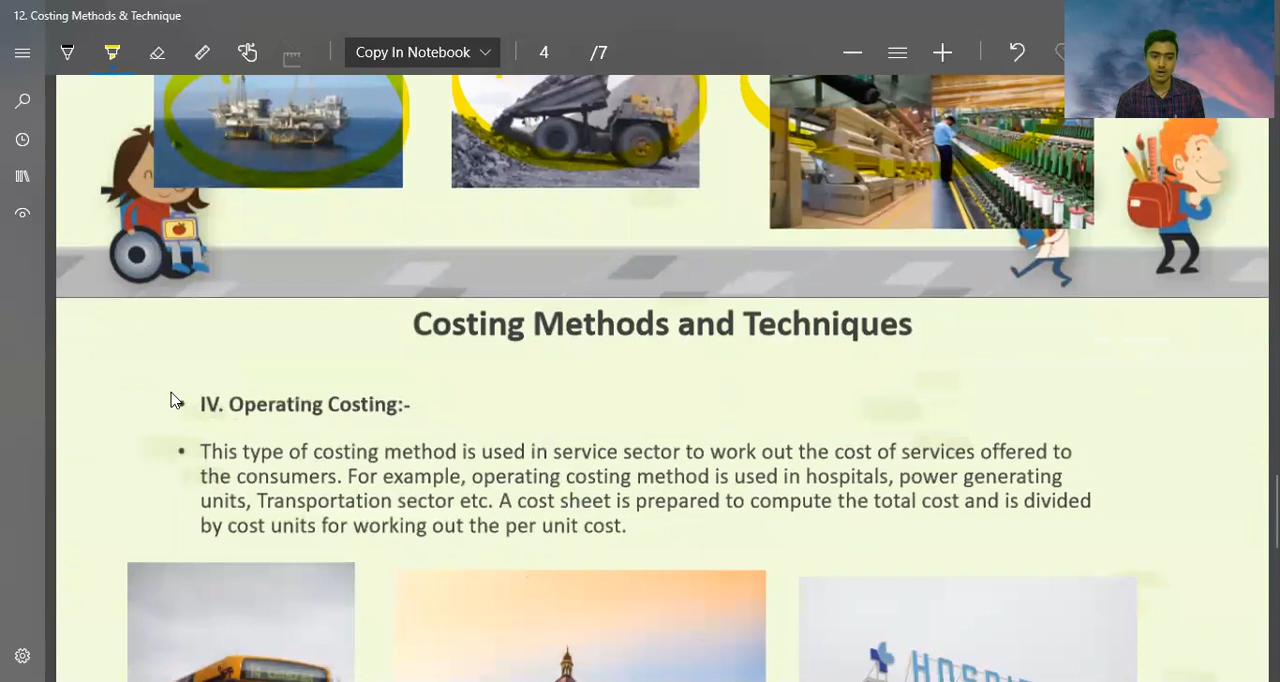 12. Costing Methods & Technique
Copy In Notebook
4
/7
Costing Methods and Techniques
• IV. Operating Costing:-
• This type of costing method is used in service sector to work out the cost of services offered to
the consumers. For example, operating costing method is used in hospitals, power generating
units, Transportation sector etc. A cost sheet is prepared to compute the total cost and is divided
by cost units for working out the per unit cost.